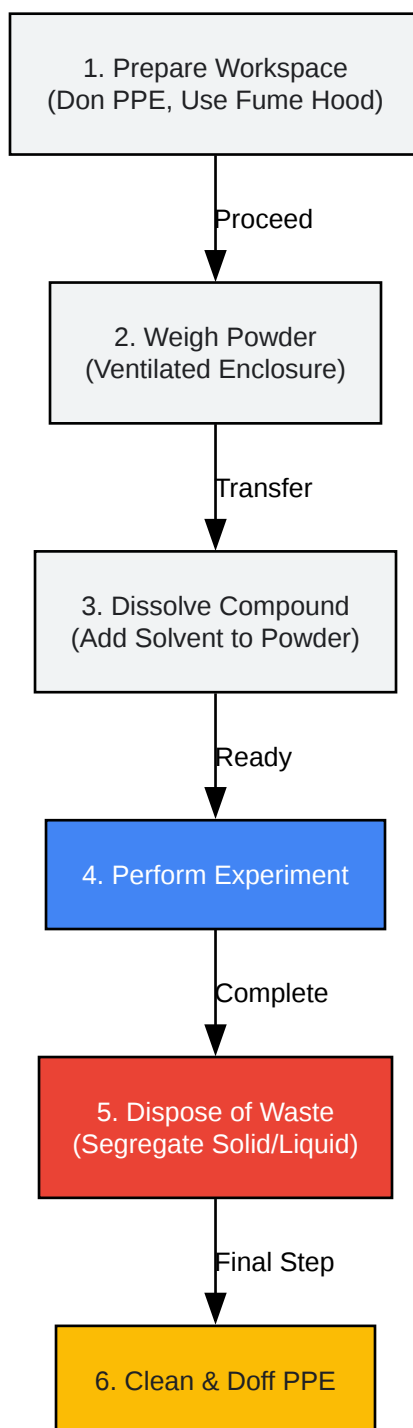 1. Prepare Workspace
(Don PPE, Use Fume Hood)
Proceed
2. Weigh Powder
(Ventilated Enclosure)
Transfer
3. Dissolve Compound
(Add Solvent to Powder)
Ready
4. Perform Experiment
Complete
5. Dispose of Waste
(Segregate Solid/Liquid)
Final Step
6. Clean & Doff PPE